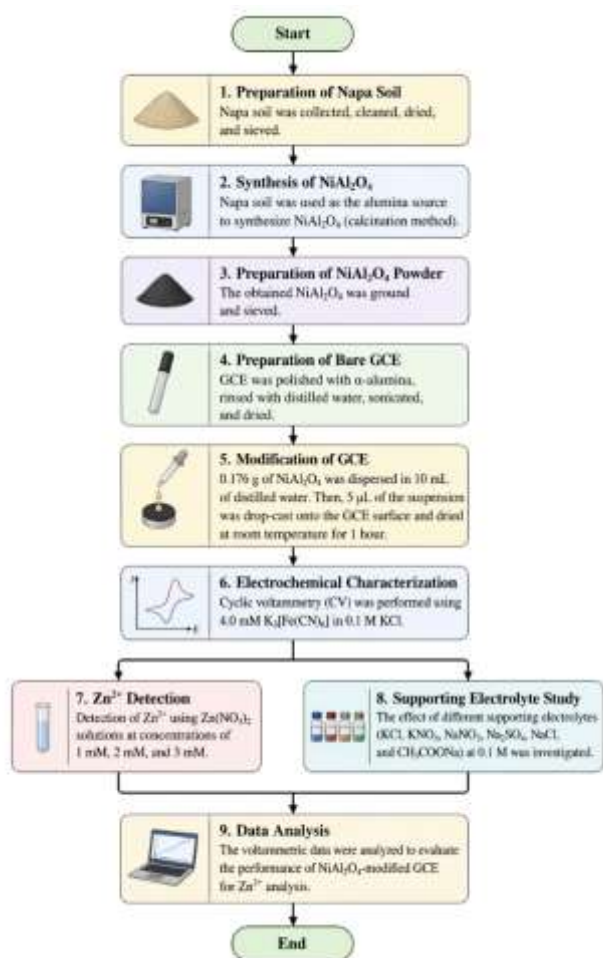 Start
1. Preparation of Napa Soil
Napa soil was collected, cleaned, dried,
and sieved.
2. Synthesis of NiAl₂O₄
Napa soil was used as the alumina source
to synthesize NiAl₂O₄ (calcination method).
3. Preparation of NiAl₂O₄ Powder
The obtained NiAl₂O₄ was ground
and sieved.
4. Preparation of Bare GCE
GCE was polished with α-alumina,
rinsed with distilled water, sonicated,
and dried.
5. Modification of GCE
0.176 g of NiAl₂O₄ was dispersed in 10 mL
of distilled water. Then, 5 μL of the suspension
was drop-cast onto the GCE surface and dried
at room temperature for 1 hour.
6. Electrochemical Characterization
Cyclic voltammetry (CV) was performed using
4.0 mM K₃[Fe(CN)₆] in 0.1 M KCl.
7. Zn²⁺ Detection
Detection of Zn²⁺ using Zn(NO₃)₂
solutions at concentrations of
1 mM, 2 mM, and 3 mM.
8. Supporting Electrolyte Study
The effect of different supporting electrolytes
(KCl, KNO₃, NaNO₃, Na₂SO₄, NaCl,
and CH₃COONa) at 0.1 M was investigated.
9. Data Analysis
The voltammetric data were analyzed to evaluate
the performance of NiAl₂O₄-modified GCE
for Zn²⁺ analysis.
End